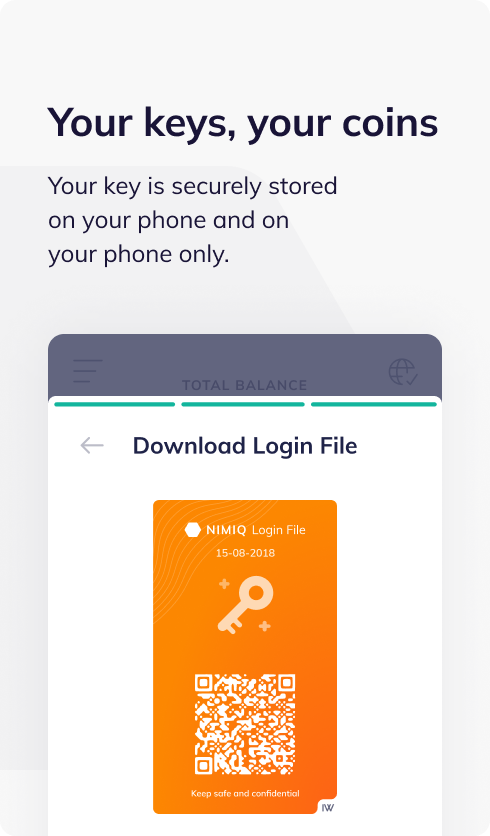 Your keys, your coins
Your key is securely stored
on your phone and on
your phone only.
TOTAL BALANCE
Download Login File
NIMIQ Login File
15-08-2018
Keep safe and confidential
IW